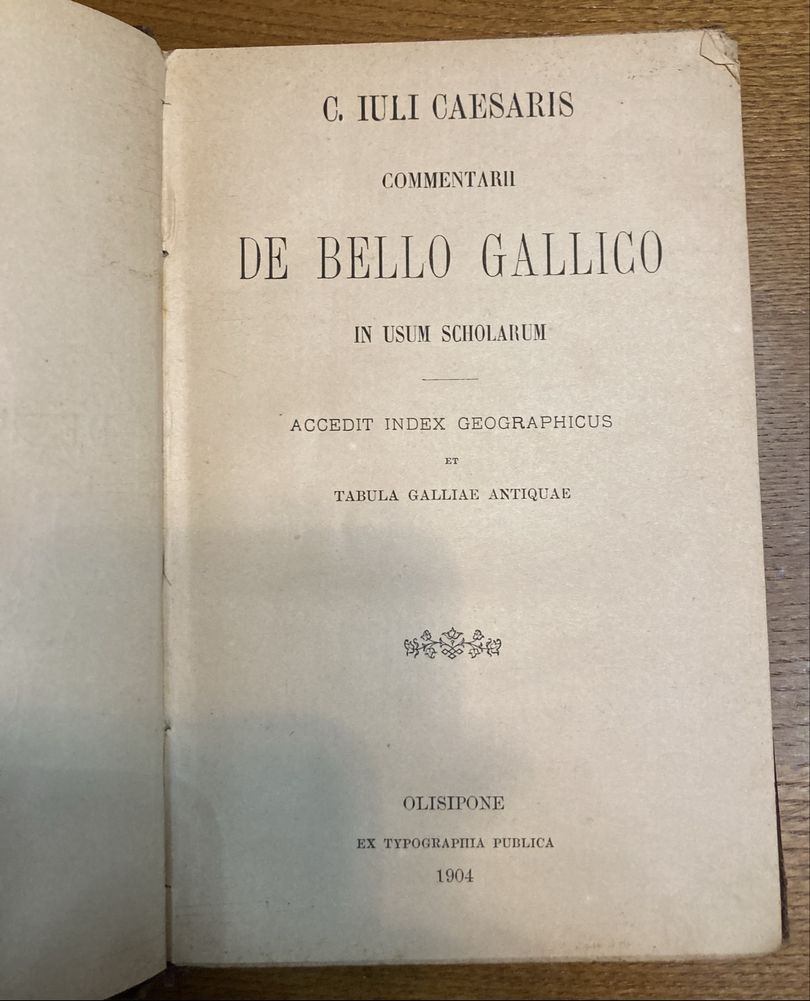 C. IULI CAESARIS
COMMENTARII
DE BELLO GALLICO
IN USUM SCHOLARUM
ACCEDIT INDEX GEOGRAPHICUS
ET
TABULA GALLIAE ANTIQUAE
OLISIPONE
EX TYPOGRAPHIA PUBLICA
1904